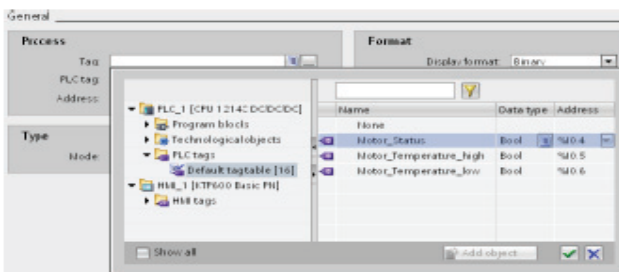 General
Process
Format
Tag:
Display format: Binary
PLC tag:
Address:
Type
Mode:
Name Data type Address
PLC_1 [CPU 1214C DC/DC/DC]
Program blocks
Technological objects
PLC tags
Default tag table [16]
HMI_1 [KTP600 Basic PN]
HMI tags
None
Motor_Status Bool %I0.4
Motor_Temperature_high Bool %I0.5
Motor_Temperature_low Bool %I0.6
Show all
Add object